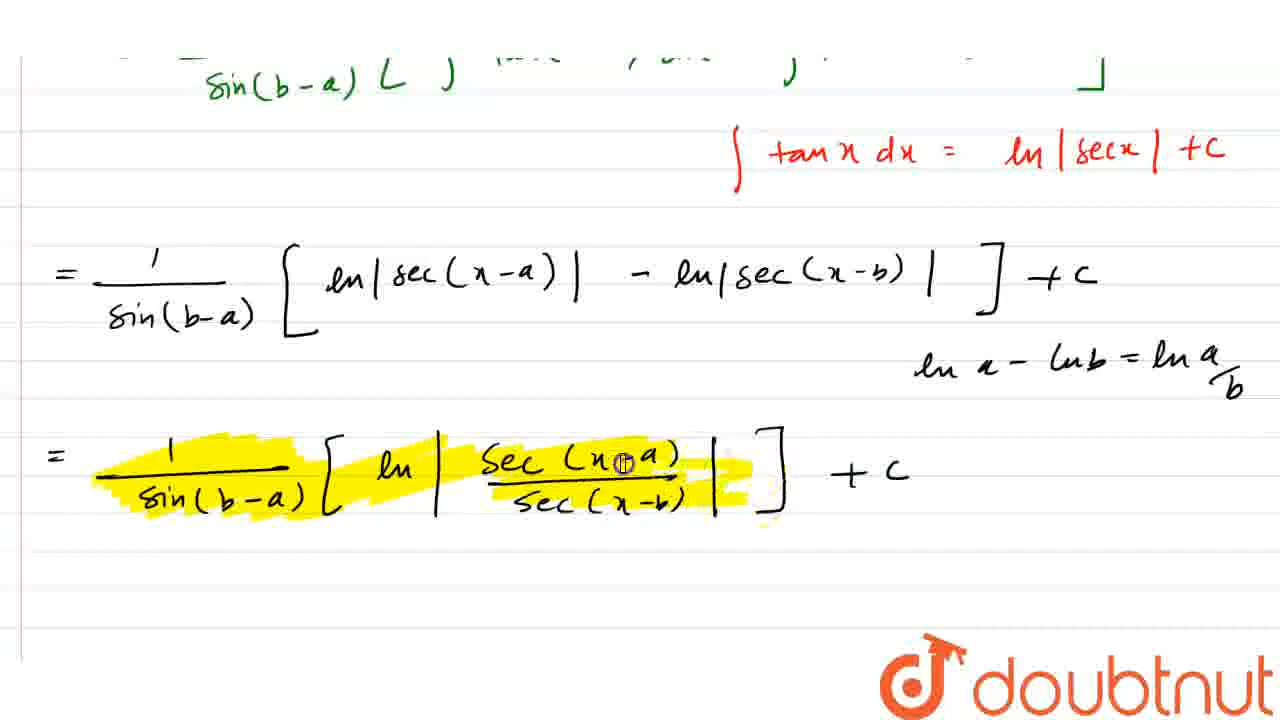 sin(b-a) [ ∫
∫ tan x dx = ln |sec x| + c
= 1/sin(b-a) [ ln|sec(x-a)| - ln|sec(x-b)| ] + c
ln a - ln b = ln a/b
= 1/sin(b-a) [ ln | sec(x-a)/sec(x-b) | ] + c
doubtnut